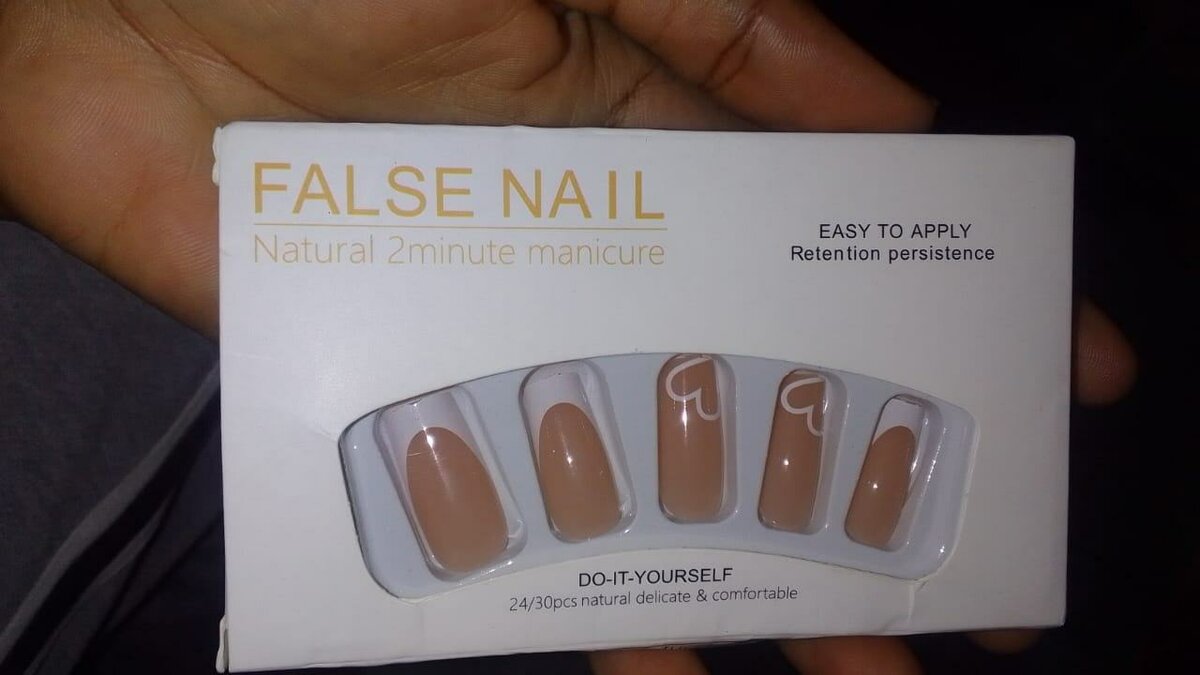 FALSE NAIL
Natural 2minute manicure
EASY TO APPLY
Retention persistence
DO-IT-YOURSELF
24/30pcs natural delicate & comfortable